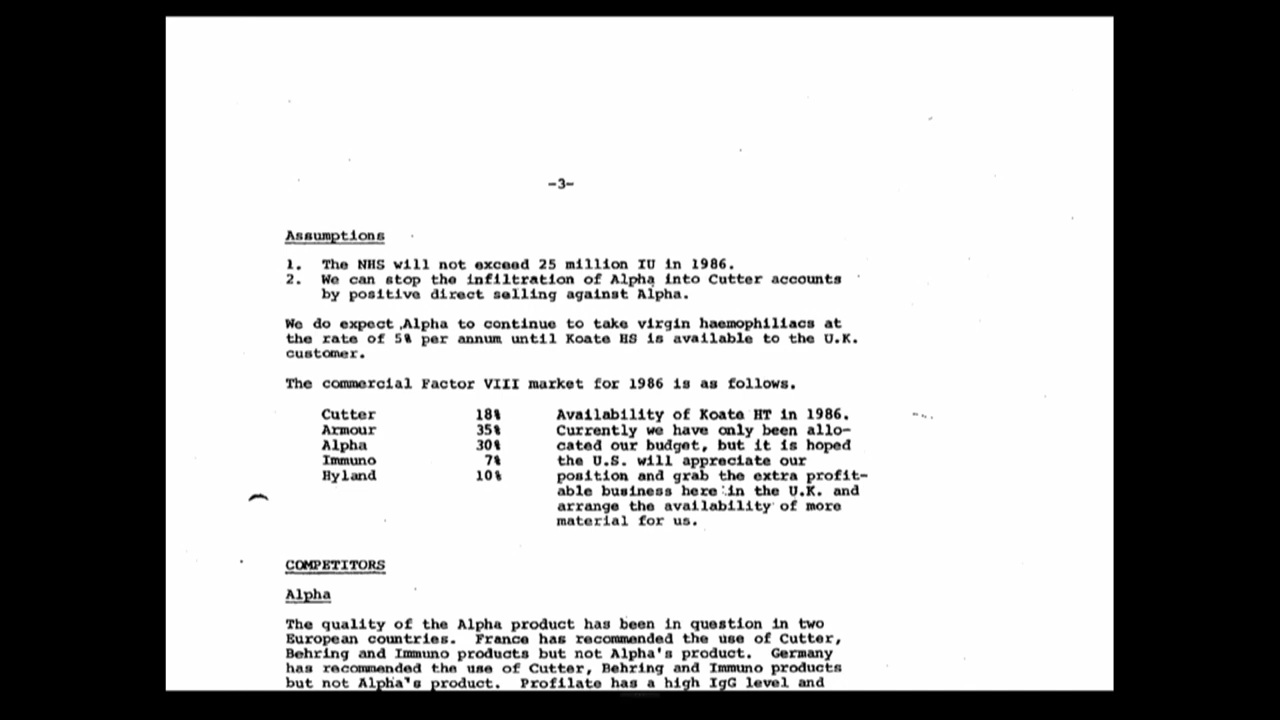 -3-
Assumptions
1. The NHS will not exceed 25 million IU in 1986.
2. We can stop the infiltration of Alpha into Cutter accounts
by positive direct selling against Alpha.
We do expect Alpha to continue to take virgin haemophiliacs at
the rate of 5% per annum until Koate HS is available to the U.K.
customer.
The commercial Factor VIII market for 1986 is as follows.
Cutter 18% Availability of Koate HT in 1986.
Armour 35% Currently we have only been allo-
Alpha 30% cated our budget, but it is hoped
Immuno 7% the U.S. will appreciate our
Hyland 10% position and grab the extra profit-
able business here in the U.K. and
arrange the availability of more
material for us.
COMPETITORS
Alpha
The quality of the Alpha product has been in question in two
European countries. France has recommended the use of Cutter,
Behring and Immuno products but not Alpha's product. Germany
has recommended the use of Cutter, Behring and Immuno products
but not Alpha's product. Profilate has a high IgG level and